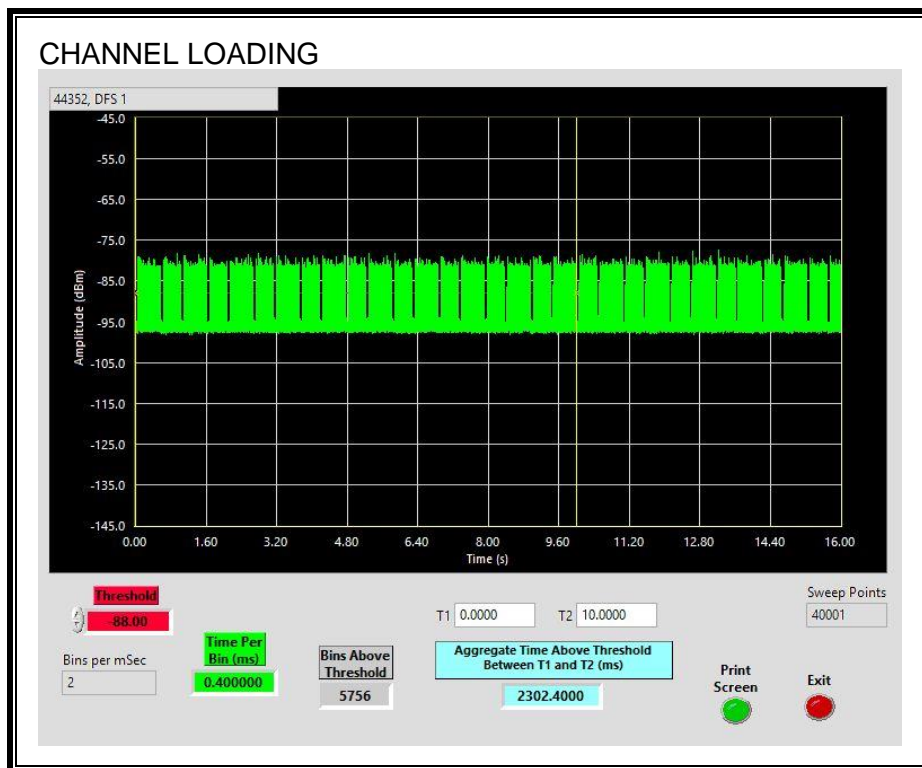 CHANNEL LOADING
44352, DFS 1
-45.0
-55.0
-65.0
-75.0
-85.0
-95.0
-105.0
-115.0
-125.0
-135.0
-145.0
Amplitude (dBm)
0.00 1.60 3.20 4.80 6.40 8.00 9.60 11.20 12.80 14.40 16.00
Time (s)
Threshold
-88.00
Bins per mSec
2
Time Per
Bin (ms)
0.400000
Bins Above
Threshold
5756
T1 0.0000 T2 10.0000
Aggregate Time Above Threshold
Between T1 and T2 (ms)
2302.4000
Sweep Points
40001
Print
Screen
Exit